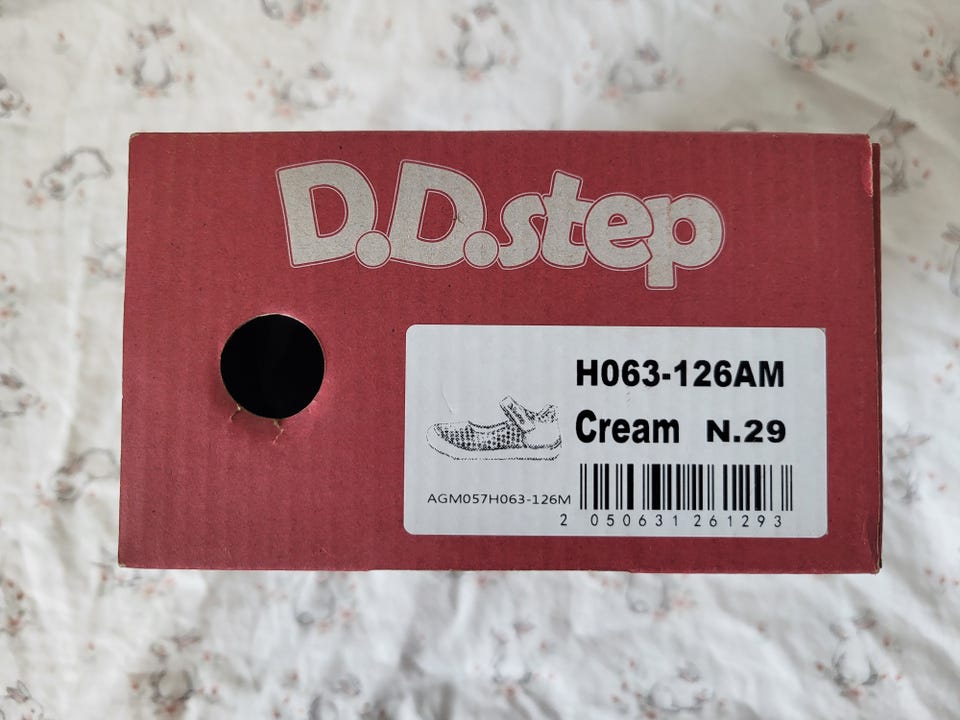 D.D.step
H063-126AM
Cream N.29
AGM057H063-126M
2 050631 261293